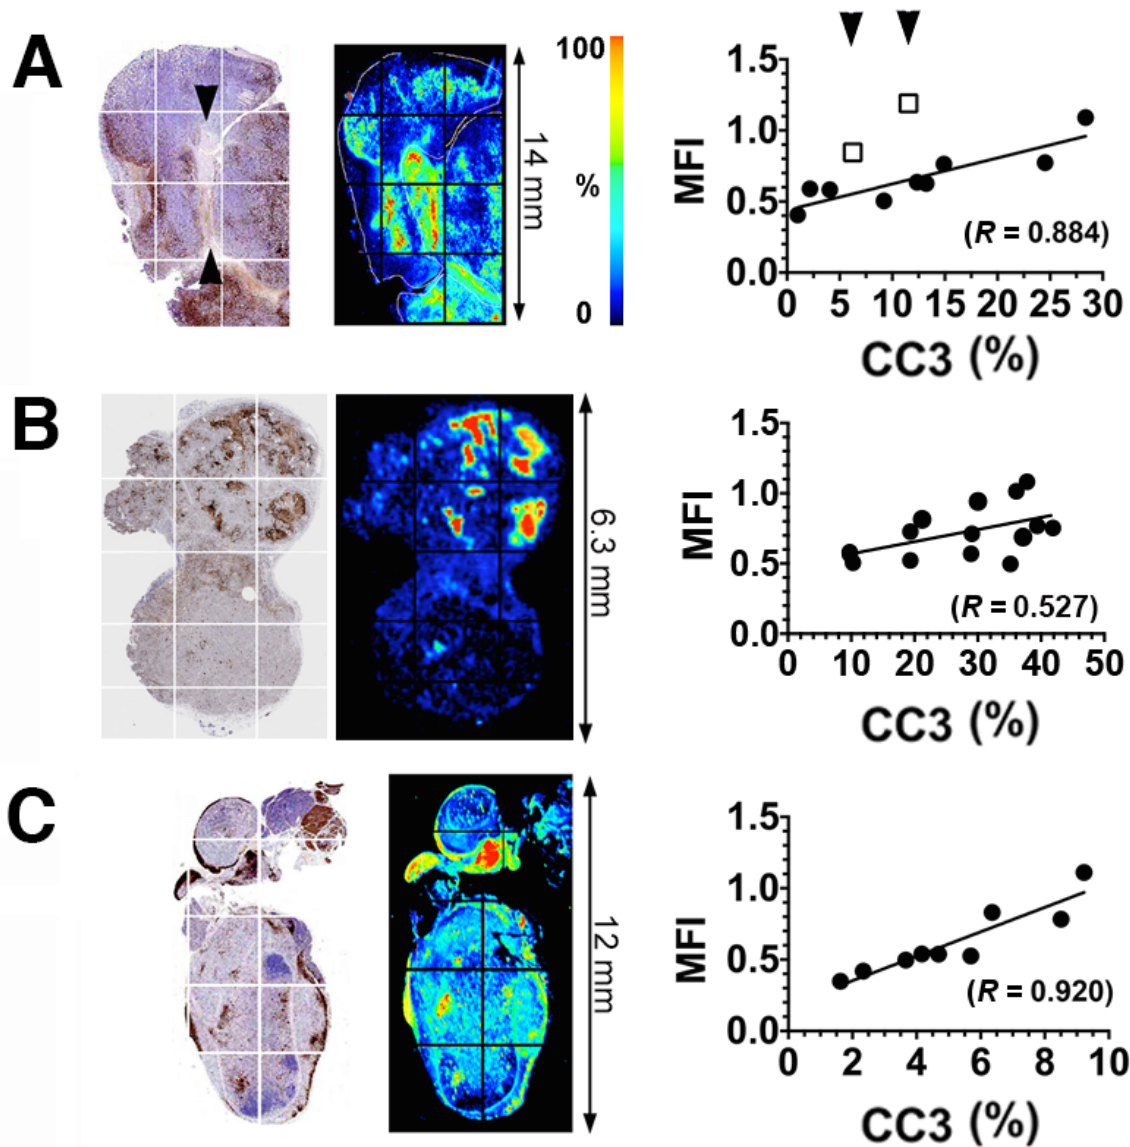 A
100
%
0
14 mm
MFI
1.5
1.0
0.5
0.0
0 5 10 15 20 25 30
(R = 0.884)
CC3 (%)
B
6.3 mm
MFI
1.5
1.0
0.5
0.0
0 10 20 30 40 50
(R = 0.527)
CC3 (%)
C
12 mm
MFI
1.5
1.0
0.5
0.0
0 2 4 6 8 10
(R = 0.920)
CC3 (%)